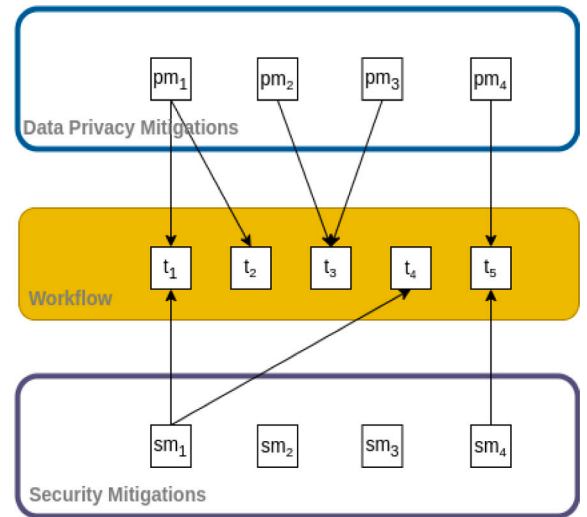 pm₁ pm₂ pm₃ pm₄
Data Privacy Mitigations
t₁ t₂ t₃ t₄ t₅
Workflow
sm₁ sm₂ sm₃ sm₄
Security Mitigations